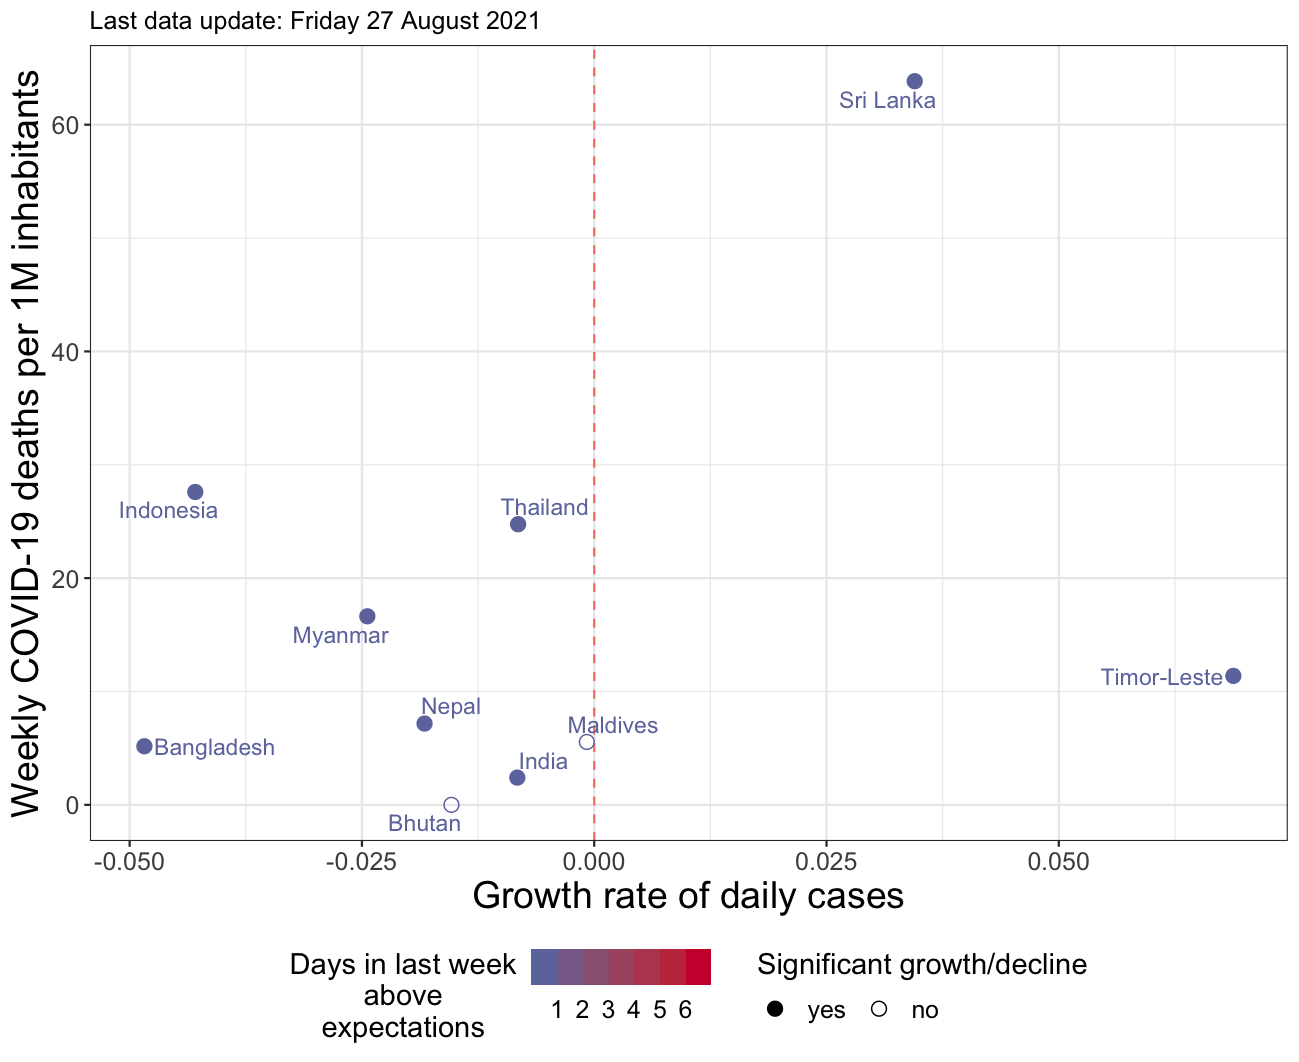 Last data update: Friday 27 August 2021
Weekly COVID-19 deaths per 1M inhabitants
60
40
20
0
Sri Lanka
Indonesia
Thailand
Myanmar
Timor-Leste
Nepal
Maldives
Bangladesh
India
Bhutan
-0.050
-0.025
0.000
0.025
0.050
Growth rate of daily cases
Days in last week
above
expectations
1 2 3 4 5 6
Significant growth/decline
yes
no